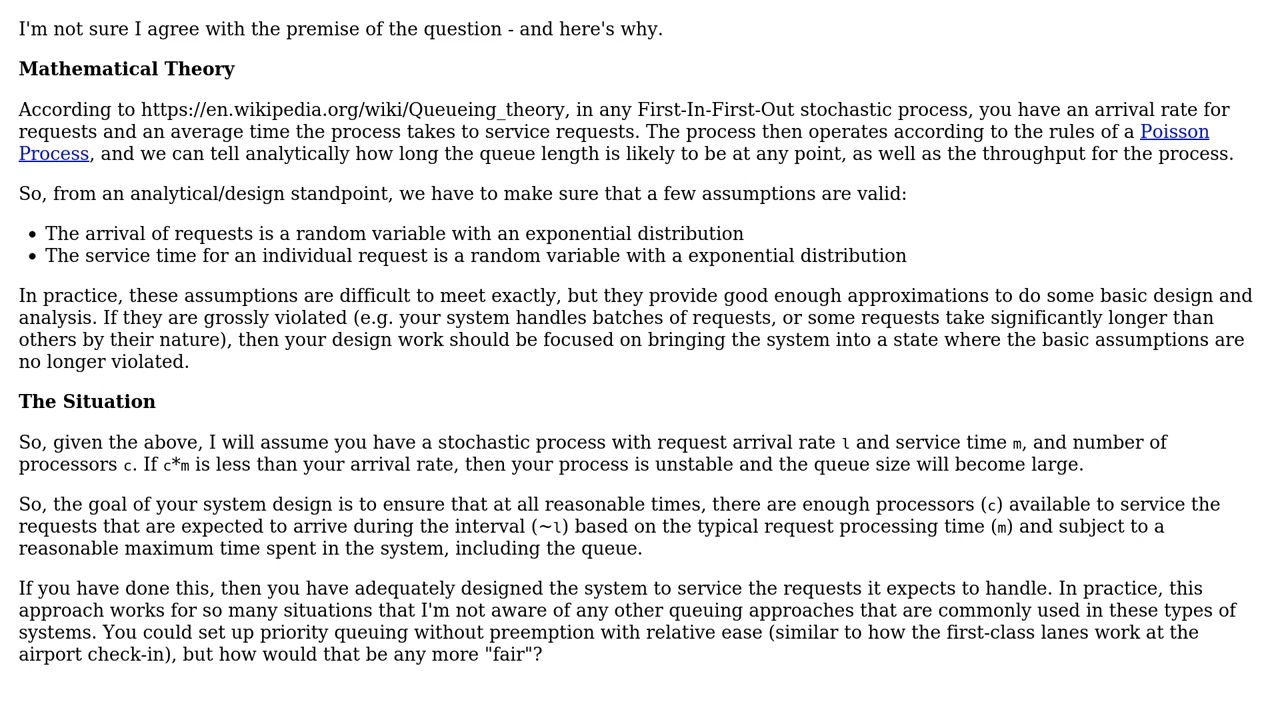 I'm not sure I agree with the premise of the question - and here's why.
Mathematical Theory
According to https://en.wikipedia.org/wiki/Queueing_theory, in any First-In-First-Out stochastic process, you have an arrival rate for
requests and an average time the process takes to service requests. The process then operates according to the rules of a Poisson
Process, and we can tell analytically how long the queue length is likely to be at any point, as well as the throughput for the process.
So, from an analytical/design standpoint, we have to make sure that a few assumptions are valid:
• The arrival of requests is a random variable with an exponential distribution
• The service time for an individual request is a random variable with a exponential distribution
In practice, these assumptions are difficult to meet exactly, but they provide good enough approximations to do some basic design and
analysis. If they are grossly violated (e.g. your system handles batches of requests, or some requests take significantly longer than
others by their nature), then your design work should be focused on bringing the system into a state where the basic assumptions are
no longer violated.
The Situation
So, given the above, I will assume you have a stochastic process with request arrival rate l and service time m, and number of
processors c. If c*m is less than your arrival rate, then your process is unstable and the queue size will become large.
So, the goal of your system design is to ensure that at all reasonable times, there are enough processors (c) available to service the
requests that are expected to arrive during the interval (~l) based on the typical request processing time (m) and subject to a
reasonable maximum time spent in the system, including the queue.
If you have done this, then you have adequately designed the system to service the requests it expects to handle. In practice, this
approach works for so many situations that I'm not aware of any other queuing approaches that are commonly used in these types of
systems. You could set up priority queuing without preemption with relative ease (similar to how the first-class lanes work at the
airport check-in), but how would that be any more "fair"?